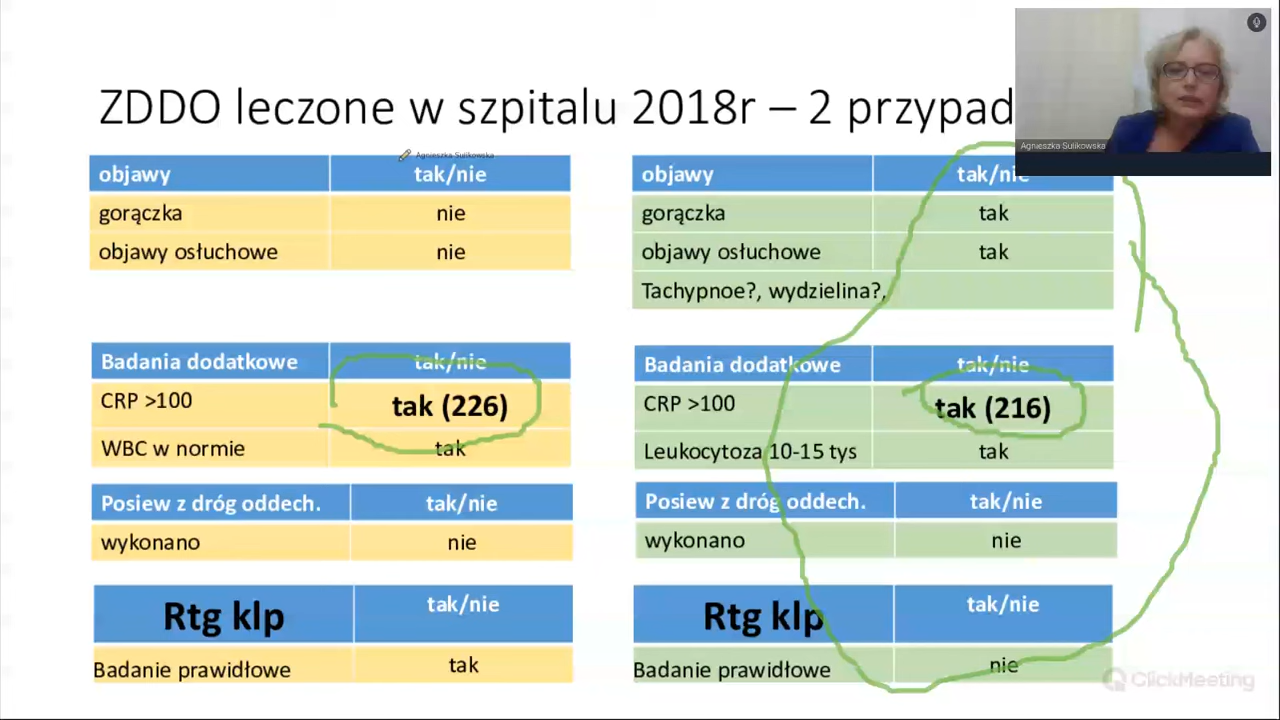 ZDDO leczone w szpitalu 2018r – 2 przypad
Agnieszka Sulikowska
Agnieszka Sulikowska
objawy tak/nie
gorączka nie
objawy osłuchowe nie
Badania dodatkowe tak/nie
CRP >100 tak (226)
WBC w normie tak
Posiew z dróg oddech. tak/nie
wykonano nie
Rtg klp tak/nie
Badanie prawidłowe tak
objawy tak/nie
gorączka tak
objawy osłuchowe tak
Tachypnoe?, wydzielina?,
Badania dodatkowe tak/nie
CRP >100 tak (216)
Leukocytoza 10-15 tys tak
Posiew z dróg oddech. tak/nie
wykonano nie
Rtg klp tak/nie
Badanie prawidłowe nie
ClickMeeting